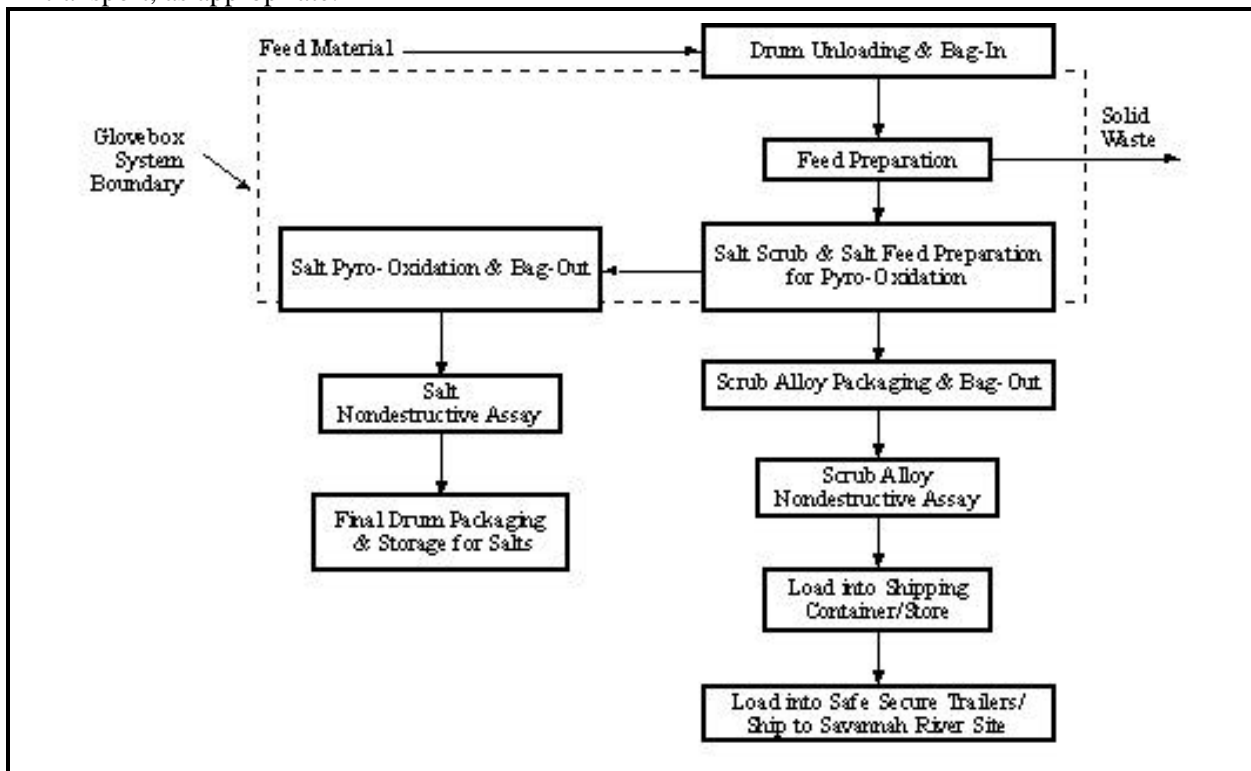 transport, as appropriate.
Feed Material
Drum Unloading & Bag-In
Glovebox
System
Boundary
Solid
Waste
Feed Preparation
Salt Pyro-Oxidation & Bag-Out
Salt Scrub & Salt Feed Preparation
for Pyro-Oxidation
Salt
Nondestructive Assay
Scrub Alloy Packaging & Bag-Out
Scrub Alloy
Nondestructive Assay
Final Drum Packaging
& Storage for Salts
Load into Shipping
Container/Store
Load into Safe Secure Trailers/
Ship to Savannah River Site